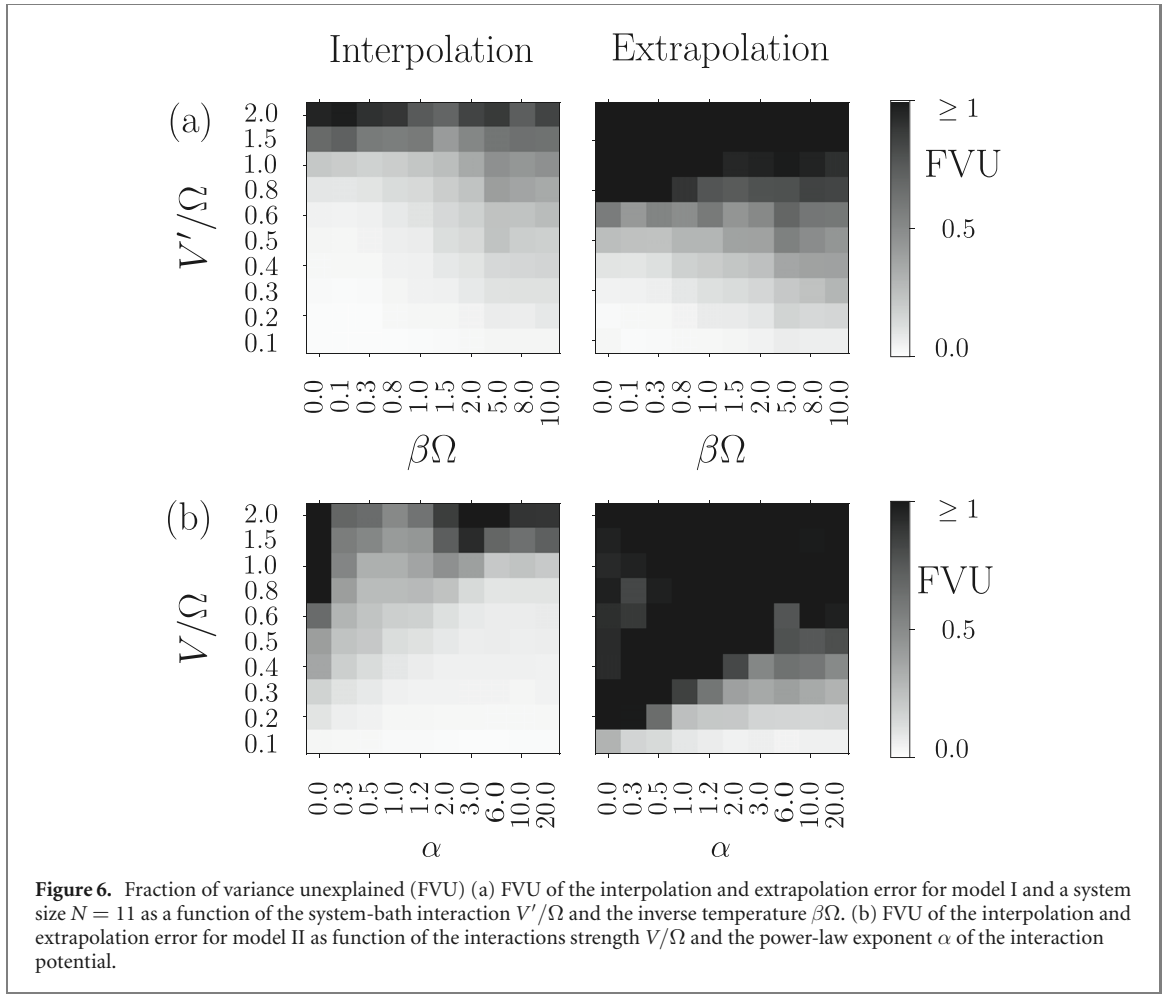 Interpolation Extrapolation
(a)
V′/Ω
2.0
1.5
1.0
0.8
0.6
0.5
0.4
0.3
0.2
0.1
≥ 1
FVU
0.5
0.0
0.0 0.1 0.3 0.8 1.0 1.5 2.0 5.0 8.0 10.0
0.0 0.1 0.3 0.8 1.0 1.5 2.0 5.0 8.0 10.0
βΩ βΩ
(b)
V/Ω
2.0
1.5
1.0
0.8
0.6
0.5
0.4
0.3
0.2
0.1
≥ 1
FVU
0.5
0.0
0.0 0.3 0.5 1.0 1.2 2.0 3.0 6.0 10.0 20.0
0.0 0.3 0.5 1.0 1.2 2.0 3.0 6.0 10.0 20.0
α α
Figure 6. Fraction of variance unexplained (FVU) (a) FVU of the interpolation and extrapolation error for model I and a system
size N = 11 as a function of the system-bath interaction V′/Ω and the inverse temperature βΩ. (b) FVU of the interpolation and
extrapolation error for model II as function of the interactions strength V/Ω and the power-law exponent α of the interaction
potential.